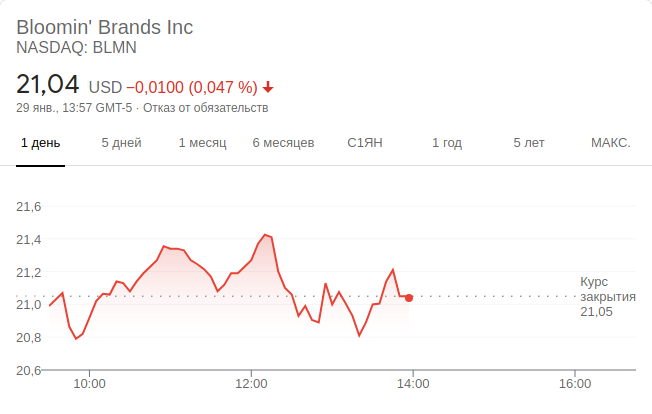 Bloomin' Brands Inc
NASDAQ: BLMN
21,04 USD −0,0100 (0,047 %)
29 янв., 13:57 GMT-5 · Отказ от обязательств
1 день 5 дней 1 месяц 6 месяцев С1ЯН 1 год 5 лет МАКС.
21,6
21,4
21,2
21,0
20,8
20,6
Курс
закрытия
21,05
10:00 12:00 14:00 16:00